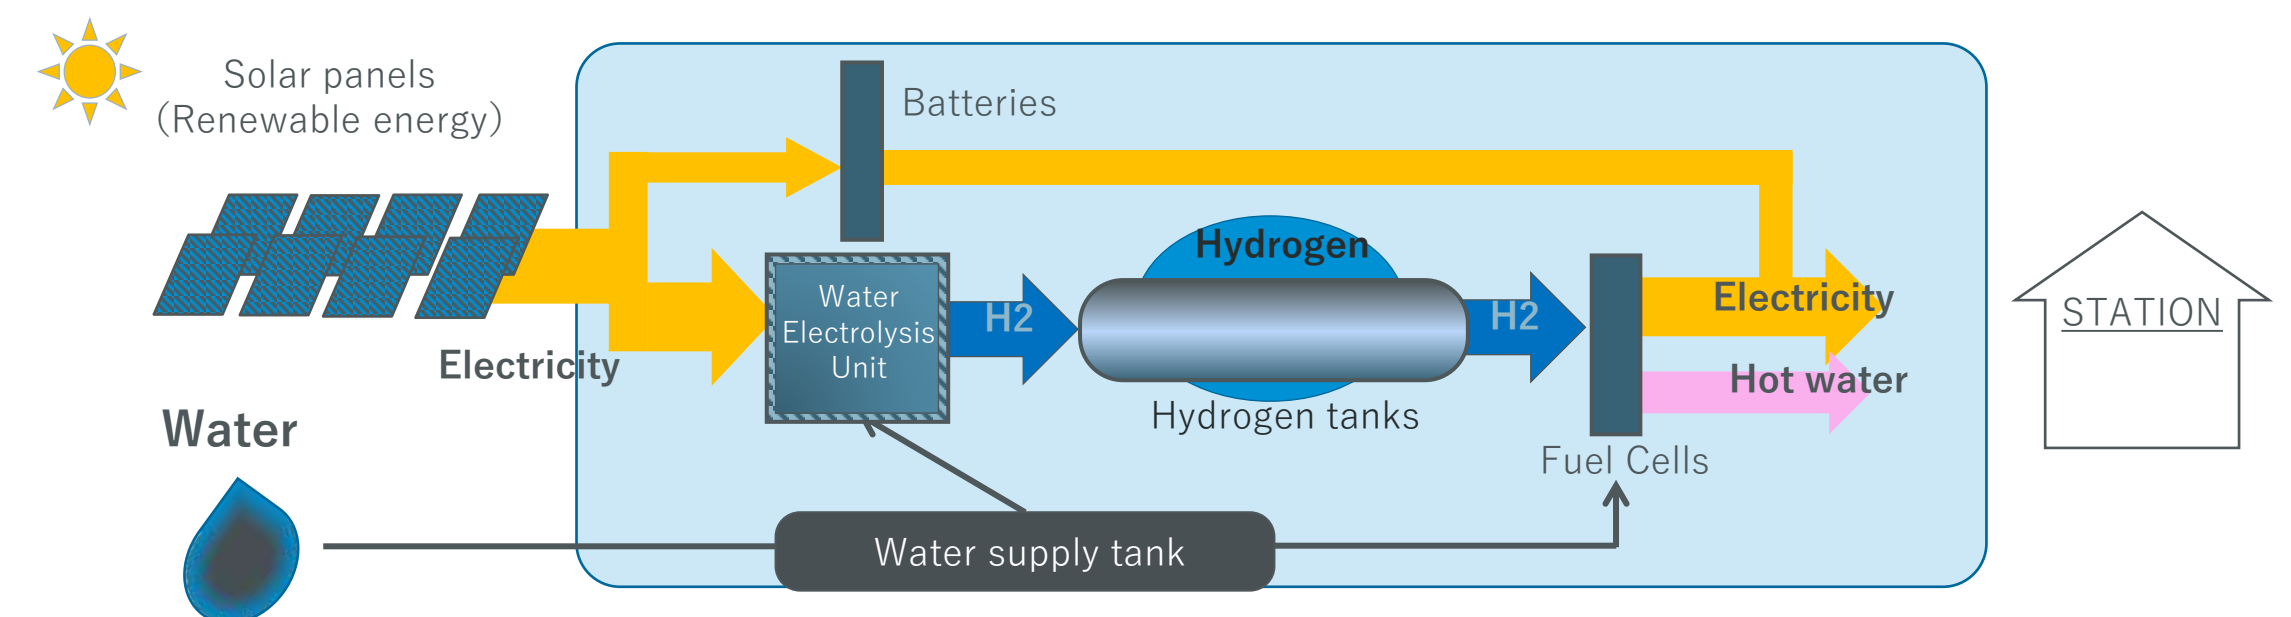 Solar panels
(Renewable energy)
Batteries
Hydrogen
Water
Electrolysis
Unit
H2
H2
Electricity
STATION
Electricity
Hot water
Hydrogen tanks
Water
Fuel Cells
Water supply tank